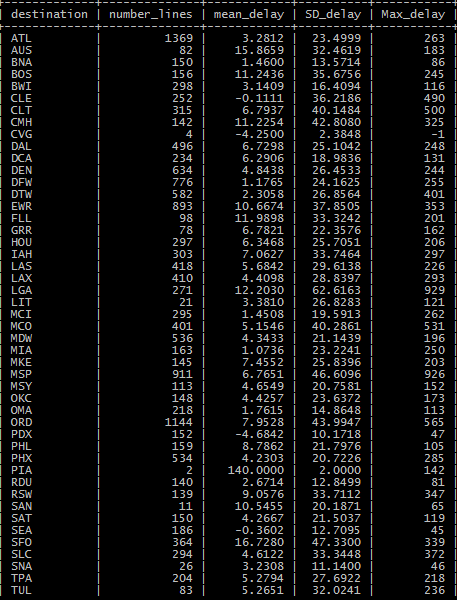 | destination | number_lines | mean_delay | SD_delay | Max_delay |
| ATL | 1369 | 3.2812 | 23.4999 | 263 |
| AUS | 82 | 15.8659 | 32.4619 | 183 |
| BNA | 150 | 1.4600 | 13.5714 | 86 |
| BOS | 156 | 11.2436 | 35.6756 | 245 |
| BWI | 298 | 3.1409 | 16.4094 | 116 |
| CLE | 252 | -0.1111 | 36.2186 | 490 |
| CLT | 315 | 6.7937 | 40.1484 | 500 |
| CMH | 142 | 11.2254 | 42.8080 | 325 |
| CVG | 4 | -4.2500 | 2.3848 | -1 |
| DAL | 496 | 6.7298 | 25.1042 | 248 |
| DCA | 234 | 6.2906 | 18.9836 | 131 |
| DEN | 634 | 4.8438 | 26.4533 | 244 |
| DFW | 776 | 1.1765 | 24.1625 | 255 |
| DTW | 582 | 2.3058 | 26.8564 | 401 |
| EWR | 893 | 10.6674 | 37.8505 | 353 |
| FLL | 98 | 11.9898 | 33.3242 | 201 |
| GRR | 78 | 6.7821 | 22.3576 | 162 |
| HOU | 297 | 6.3468 | 25.7051 | 206 |
| IAH | 303 | 7.0627 | 33.7464 | 297 |
| LAS | 418 | 5.6842 | 29.6138 | 226 |
| LAX | 410 | 4.4098 | 28.8397 | 293 |
| LGA | 271 | 12.2030 | 62.6163 | 929 |
| LIT | 21 | 3.3810 | 26.8283 | 121 |
| MCI | 295 | 1.4508 | 19.5913 | 262 |
| MCO | 401 | 5.1546 | 40.2861 | 531 |
| MDW | 536 | 4.3433 | 21.1439 | 196 |
| MIA | 163 | 1.0736 | 23.2241 | 250 |
| MKE | 145 | 7.4552 | 25.8396 | 203 |
| MSP | 911 | 6.7651 | 46.6096 | 926 |
| MSY | 113 | 4.6549 | 20.7581 | 152 |
| OKC | 148 | 4.4257 | 23.6372 | 173 |
| OMA | 218 | 1.7615 | 14.8648 | 113 |
| ORD | 1144 | 7.9528 | 43.9947 | 565 |
| PDX | 152 | -4.6842 | 10.1718 | 47 |
| PHL | 159 | 8.7862 | 21.7976 | 105 |
| PHX | 534 | 4.2303 | 20.7226 | 285 |
| PIA | 2 | 140.0000 | 2.0000 | 142 |
| RDU | 140 | 2.6714 | 12.8499 | 81 |
| RSW | 139 | 9.0576 | 33.7112 | 347 |
| SAN | 11 | 10.5455 | 20.1871 | 65 |
| SAT | 150 | 4.2667 | 21.5037 | 119 |
| SEA | 186 | -0.3602 | 12.7095 | 45 |
| SFO | 364 | 16.7280 | 47.3300 | 339 |
| SLC | 294 | 4.6122 | 33.3448 | 372 |
| SNA | 26 | 3.2308 | 11.1400 | 46 |
| TPA | 204 | 5.2794 | 27.6922 | 218 |
| TUL | 83 | 5.2651 | 32.0241 | 236 |